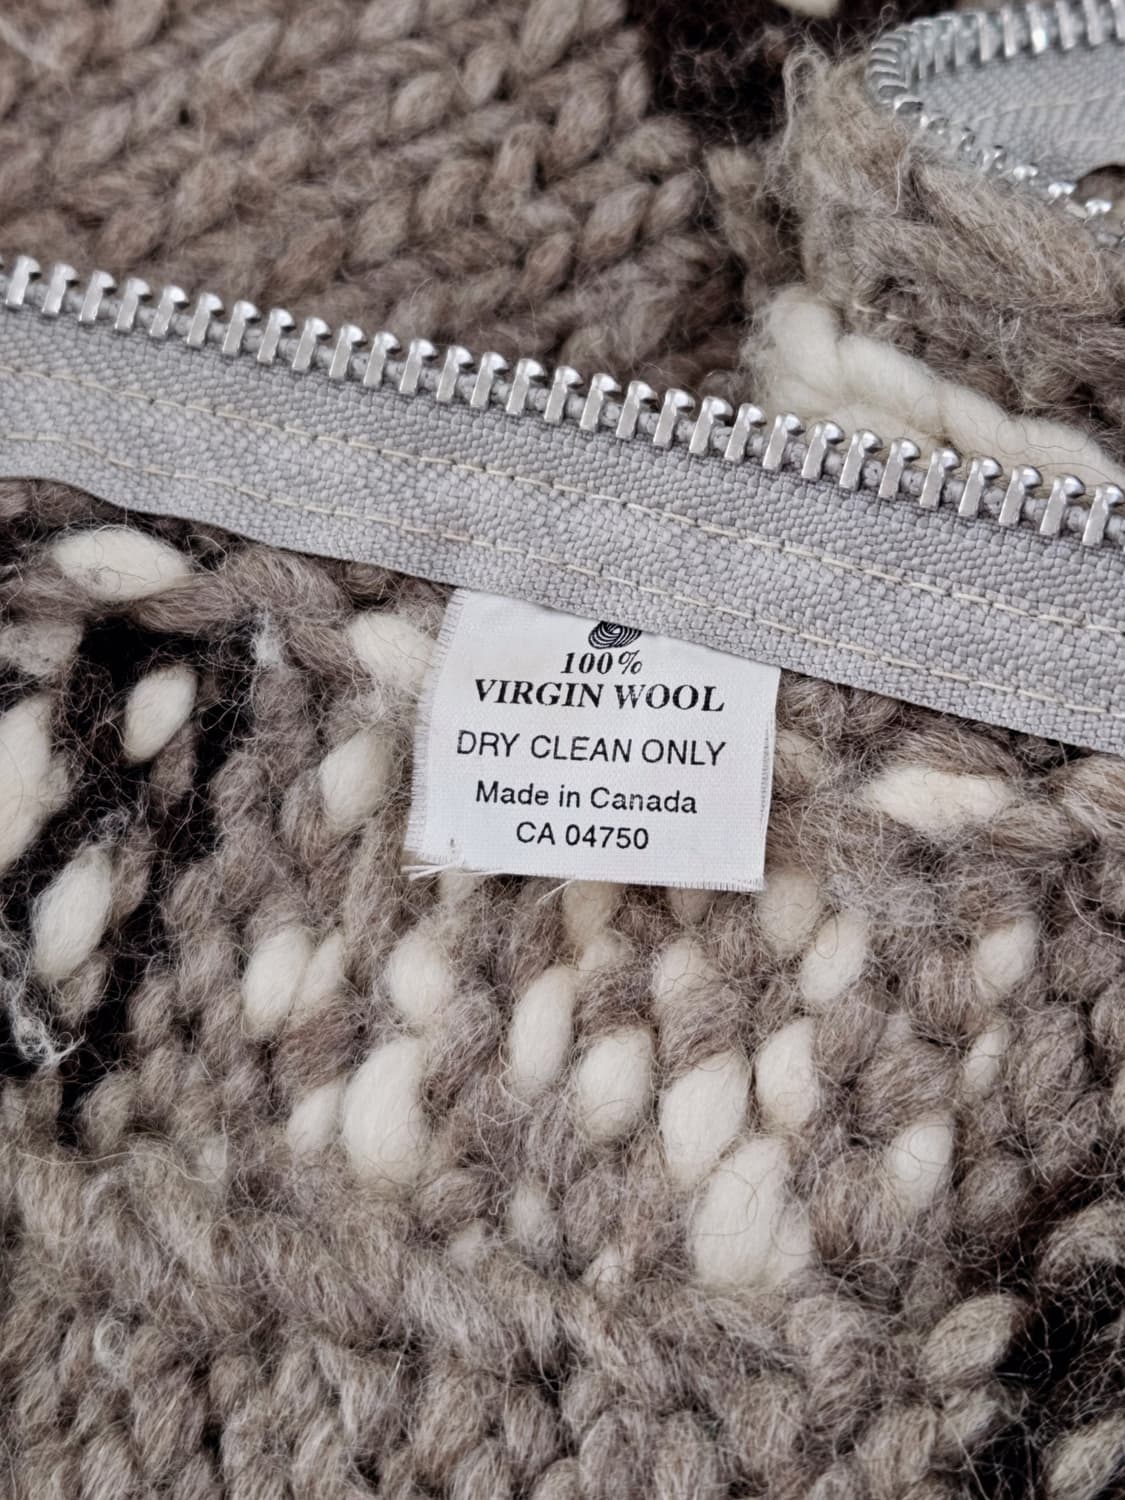 100%
VIRGIN WOOL
DRY CLEAN ONLY
Made in Canada
CA 04750